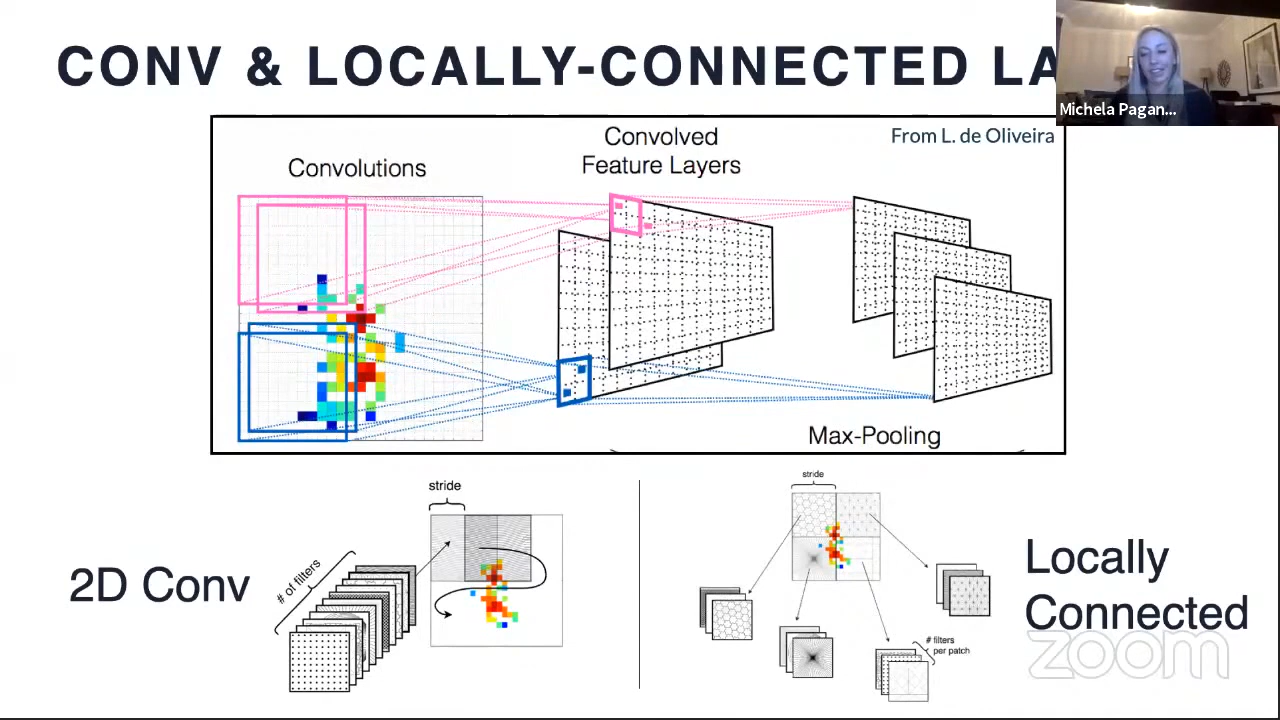 CONV & LOCALLY-CONNECTED LA
Michela Pagan...
From L. de Oliveira
Convolutions
Convolved
Feature Layers
Max-Pooling
stride
# of filters
2D Conv
stride
# filters
per patch
Locally
Connected
zoom